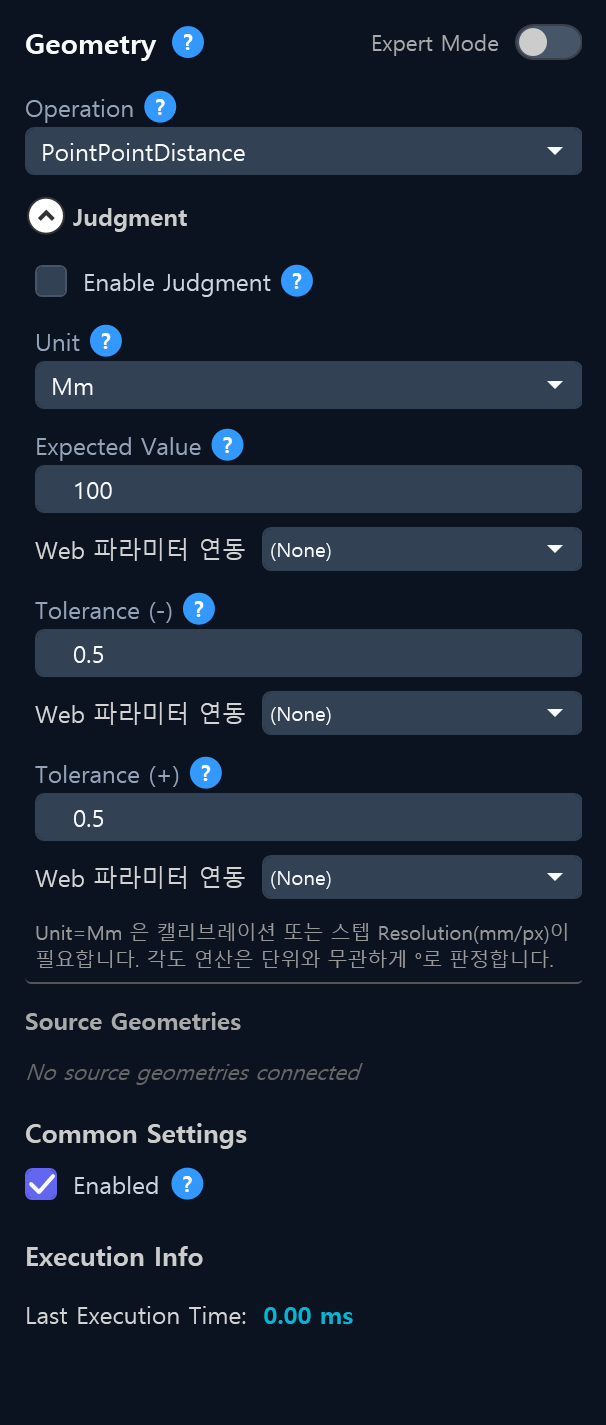 Geometry ?
Expert Mode
Operation ?
PointPointDistance
Judgment
Enable Judgment ?
Unit ?
Mm
Expected Value ?
100
Web 파라미터 연동 (None)
Tolerance (-) ?
0.5
Web 파라미터 연동 (None)
Tolerance (+) ?
0.5
Web 파라미터 연동 (None)
Unit=Mm 은 캘리브레이션 또는 스텝 Resolution(mm/px)이
필요합니다. 각도 연산은 단위와 무관하게 °로 판정합니다.
Source Geometries
No source geometries connected
Common Settings
Enabled ?
Execution Info
Last Execution Time: 0.00 ms